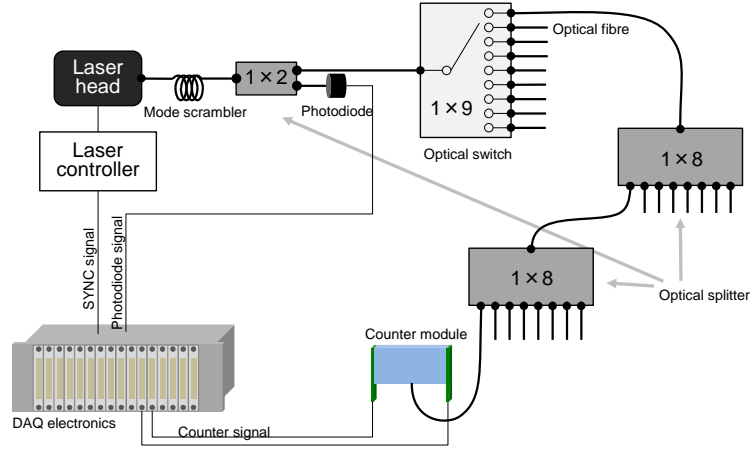 Laser
head
Mode scrambler
1×2
Photodiode
1×9
Optical switch
Optical fibre
1×8
Laser
controller
SYNC signal
Photodiode signal
1×8
Optical splitter
Counter module
DAQ electronics
Counter signal